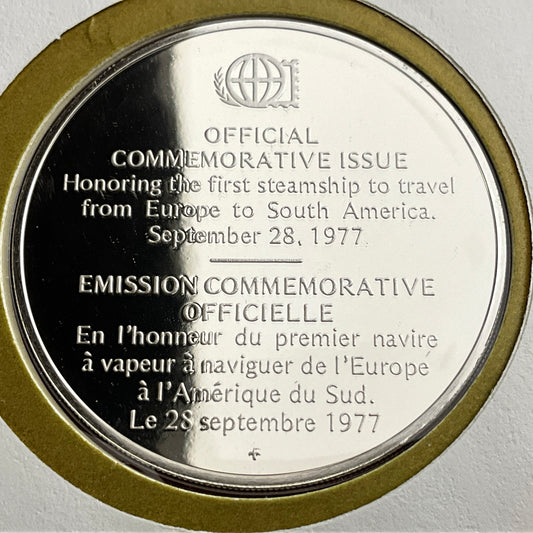 OFFICIAL
COMMEMORATIVE ISSUE
Honoring the first steamship to travel
from Europe to South America.
September 28, 1977
EMISSION COMMEMORATIVE
OFFICIELLE
En l'honneur du premier navire
à vapeur à naviguer de l'Europe
à l'Amérique du Sud.
Le 28 septembre 1977